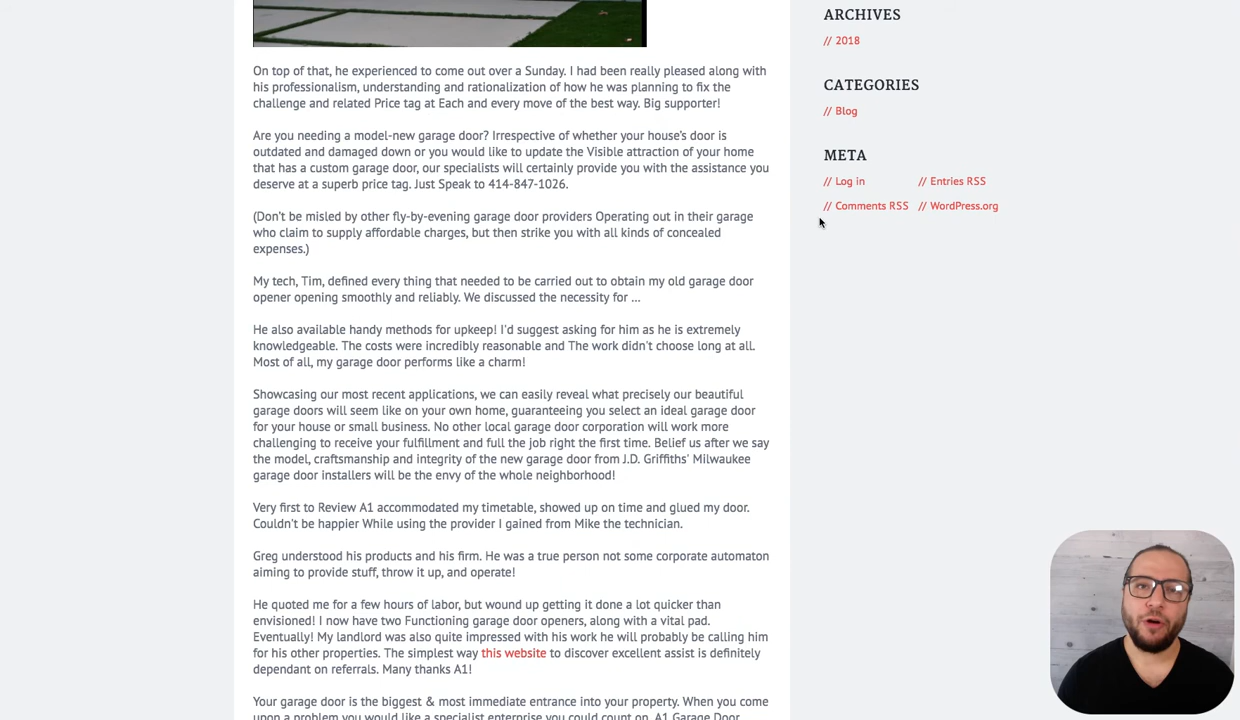 On top of that, he experienced to come out over a Sunday. I had been really pleased along with
his professionalism, understanding and rationalization of how he was planning to fix the
challenge and related Price tag at Each and every move of the best way. Big supporter!
Are you needing a model-new garage door? Irrespective of whether your house's door is
outdated and damaged down or you would like to update the Visible attraction of your home
that has a custom garage door, our specialists will certainly provide you with the assistance you
deserve at a superb price tag. Just Speak to 414-847-1026.
(Don't be misled by other fly-by-evening garage door providers Operating out in their garage
who claim to supply affordable charges, but then strike you with all kinds of concealed
expenses.)
My tech, Tim, defined every thing that needed to be carried out to obtain my old garage door
opener opening smoothly and reliably. We discussed the necessity for ...
He also available handy methods for upkeep! I'd suggest asking for him as he is extremely
knowledgeable. The costs were incredibly reasonable and The work didn't choose long at all.
Most of all, my garage door performs like a charm!
Showcasing our most recent applications, we can easily reveal what precisely our beautiful
garage doors will seem like on your own home, guaranteeing you select an ideal garage door
for your house or small business. No other local garage door corporation will work more
challenging to receive your fulfillment and full the job right the first time. Belief us after we say
the model, craftsmanship and integrity of the new garage door from J.D. Griffiths' Milwaukee
garage door installers will be the envy of the whole neighborhood!
Very first to Review A1 accommodated my timetable, showed up on time and glued my door.
Couldn't be happier While using the provider I gained from Mike the technician.
Greg understood his products and his firm. He was a true person not some corporate automaton
aiming to provide stuff, throw it up, and operate!
He quoted me for a few hours of labor, but wound up getting it done a lot quicker than
envisioned! I now have two Functioning garage door openers, along with a vital pad.
Eventually! My landlord was also quite impressed with his work he will probably be calling him
for his other properties. The simplest way this website to discover excellent assist is definitely
dependant on referrals. Many thanks A1!
Your garage door is the biggest & most immediate entrance into your property. When you come
upon a problem you would like a specialist enterprise you could count on. A1 Garage Door
ARCHIVES
// 2018
CATEGORIES
// Blog
META
// Log in // Entries RSS
// Comments RSS // WordPress.org